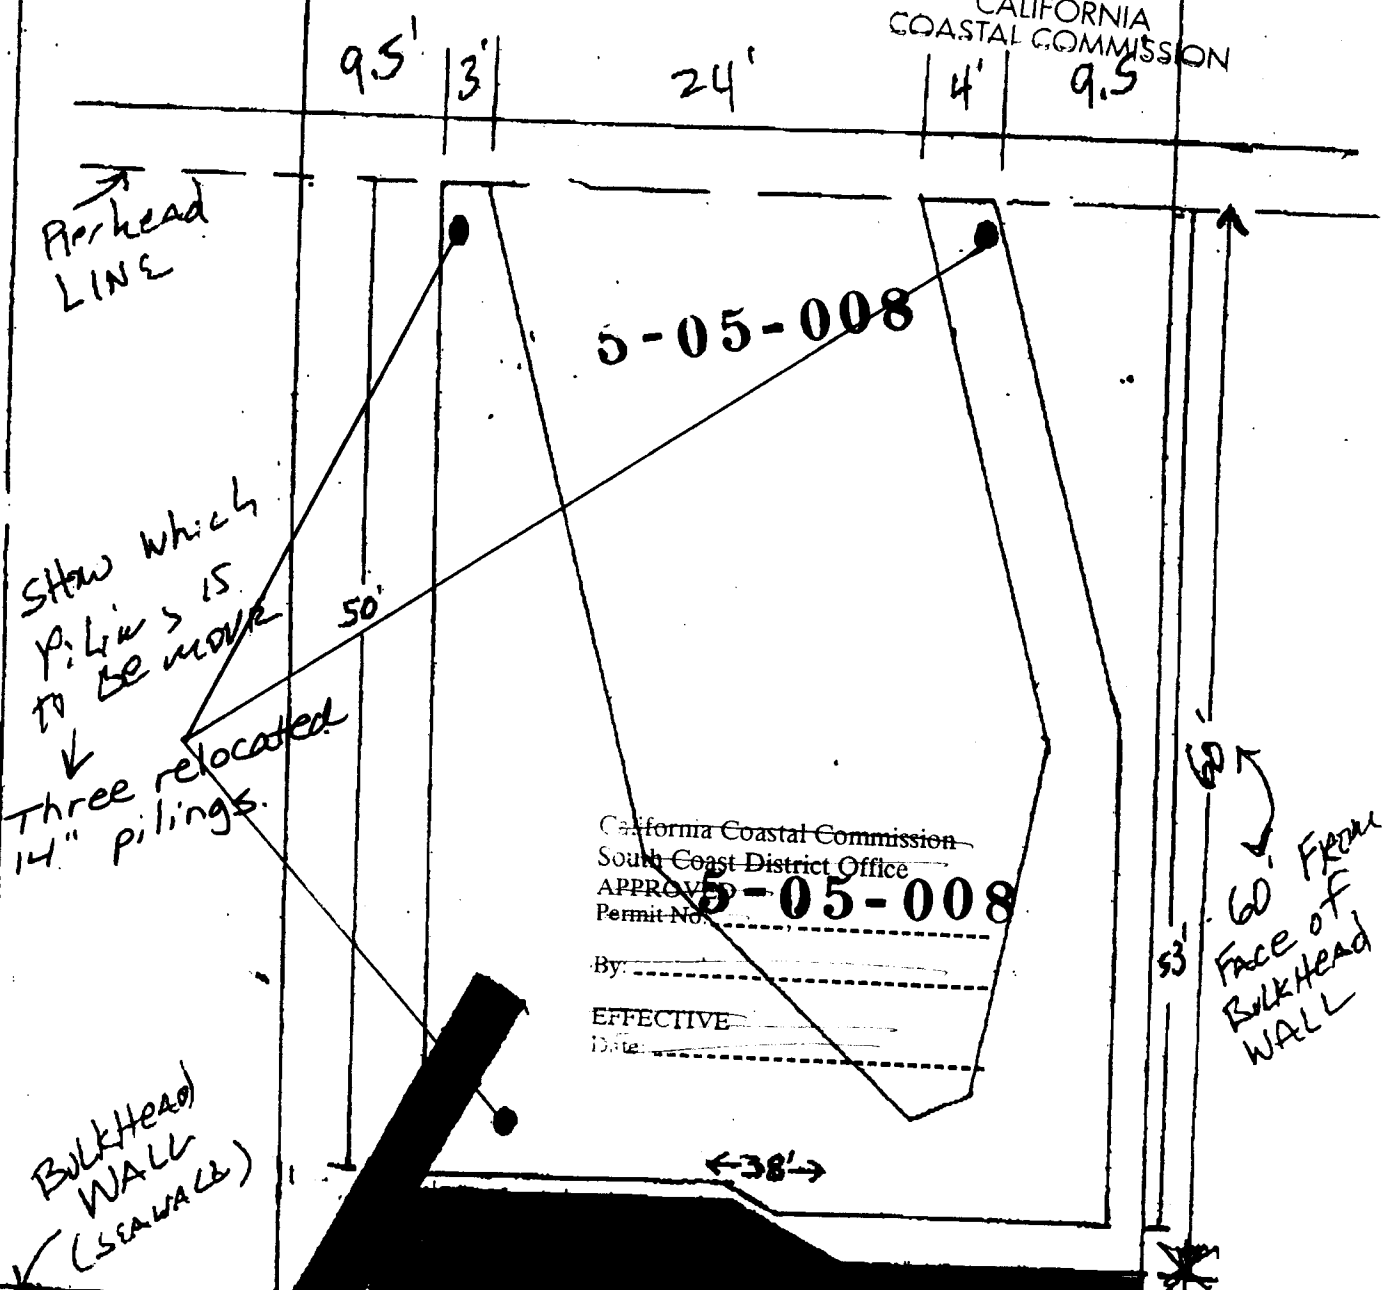 CALIFORNIA
COASTAL COMMISSION
9.5' 3' 24' 4' 9.5
Pierhead
LINE
5-05-008
SHOW which
PiLiNGS IS
to BE MOVE
50'
Three relocated
14" pilings.
60'
60' FROM
FACE OF
BULKHEAD
WALL
California Coastal Commission
South Coast District Office
APPROVED
5-05-008
Permit No.
53'
By:
EFFECTIVE
Date:
BULKHEAD
WALL
(SEAWALL)
38'